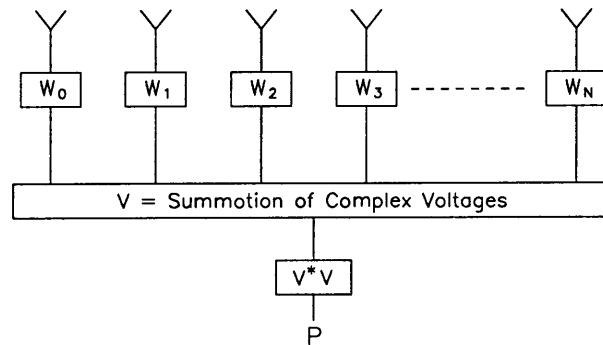 W0 W1 W2 W3 WN
V = Summotion of Complex Voltages
V*V
P